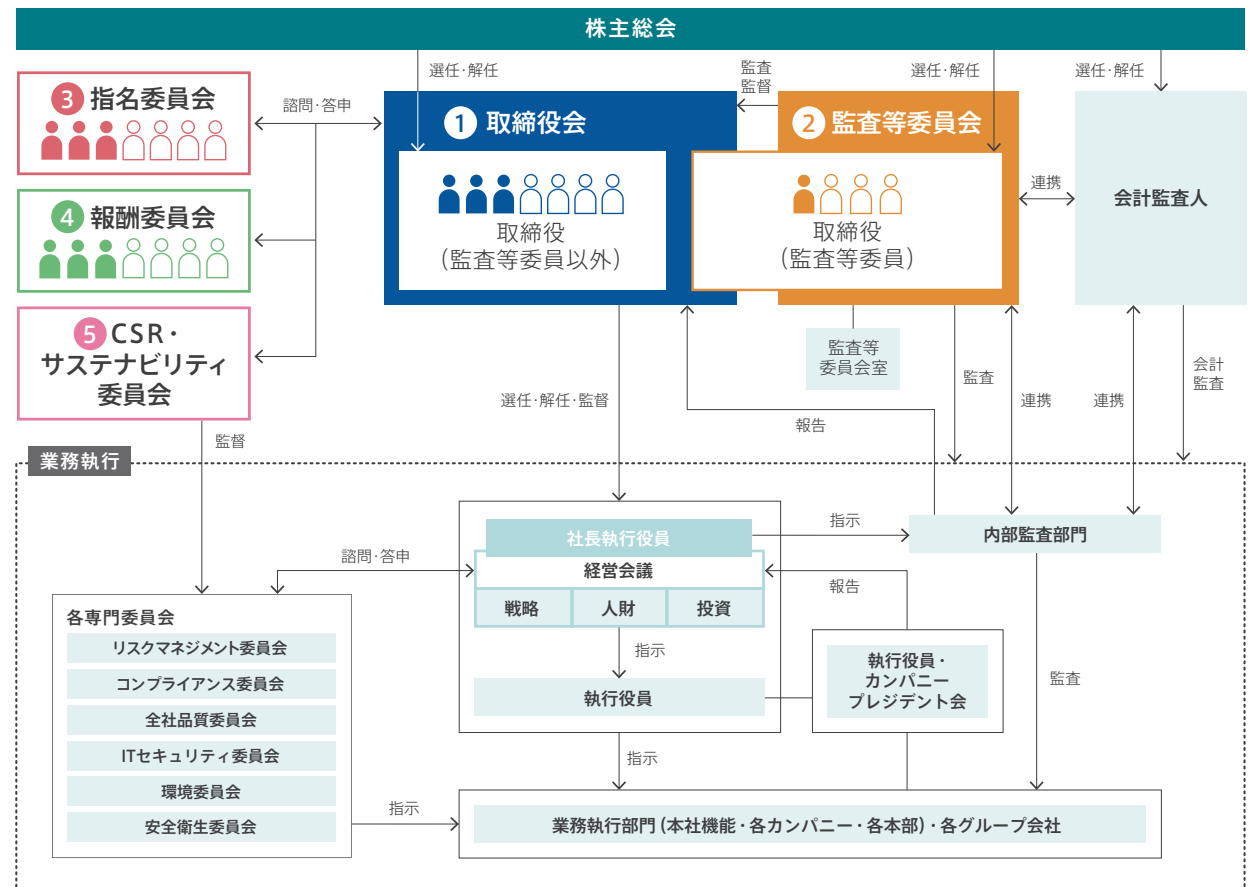 株主総会
選任・解任
監査
監督
選任・解任
選任・解任
3 指名委員会
諮問・答申
1 取締役会
2 監査等委員会
取締役
（監査等委員以外）
取締役
（監査等委員）
連携
会計監査人
4 報酬委員会
5 CSR・
サステナビリティ
委員会
監査等
委員会室
監査
連携
連携
会計
監査
選任・解任・監督
報告
監督
業務執行
社長執行役員
指示
内部監査部門
諮問・答申
経営会議
戦略
人財
投資
報告
指示
執行役員
執行役員・
カンパニー
プレジデント会
監査
各専門委員会
リスクマネジメント委員会
コンプライアンス委員会
全社品質委員会
ITセキュリティ委員会
環境委員会
安全衛生委員会
指示
指示
業務執行部門（本社機能・各カンパニー・各本部）・各グループ会社